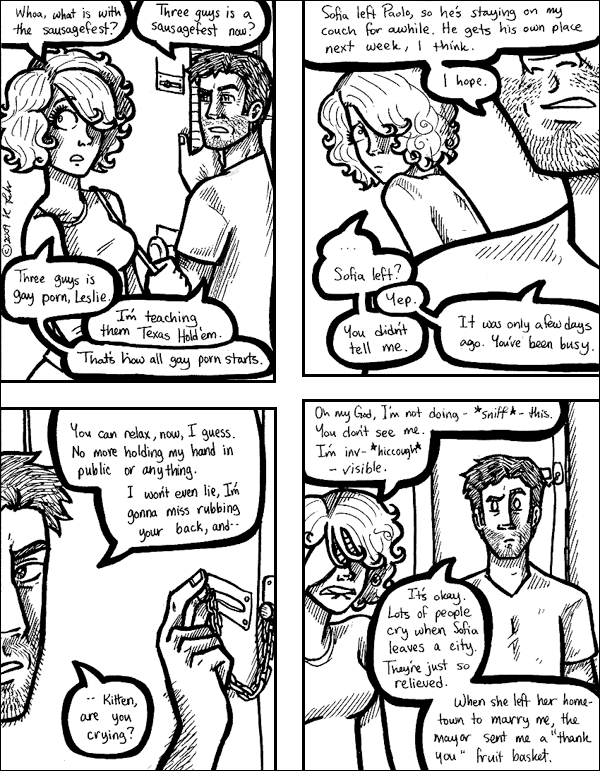 Whoa, what is with
the sausagefest?
Three guys is a
sausagefest now?
Three guys is
gay porn, Leslie.
I'm teaching
them Texas Hold'em.
That's how all gay porn starts.
© 2009
Sofia left Paolo, so he's staying on my
couch for awhile. He gets his own place
next week, I think.
I hope.
...
Sofia left?
Yep.
You didn't
tell me.
It was only a few days
ago. You've been busy.
You can relax, now, I guess.
No more holding my hand in
public or anything.
I won't even lie, I'm
gonna miss rubbing
your back, and--
-- Kitten,
are you
crying?
Oh my God, I'm not doing - *sniff* - this.
You don't see me.
I'm inv- *hiccough*
- visible.
It's okay.
Lots of people
cry when Sofia
leaves a city.
They're just so
relieved.
When she left her home-
town to marry me, the
mayor sent me a "thank
you" fruit basket.